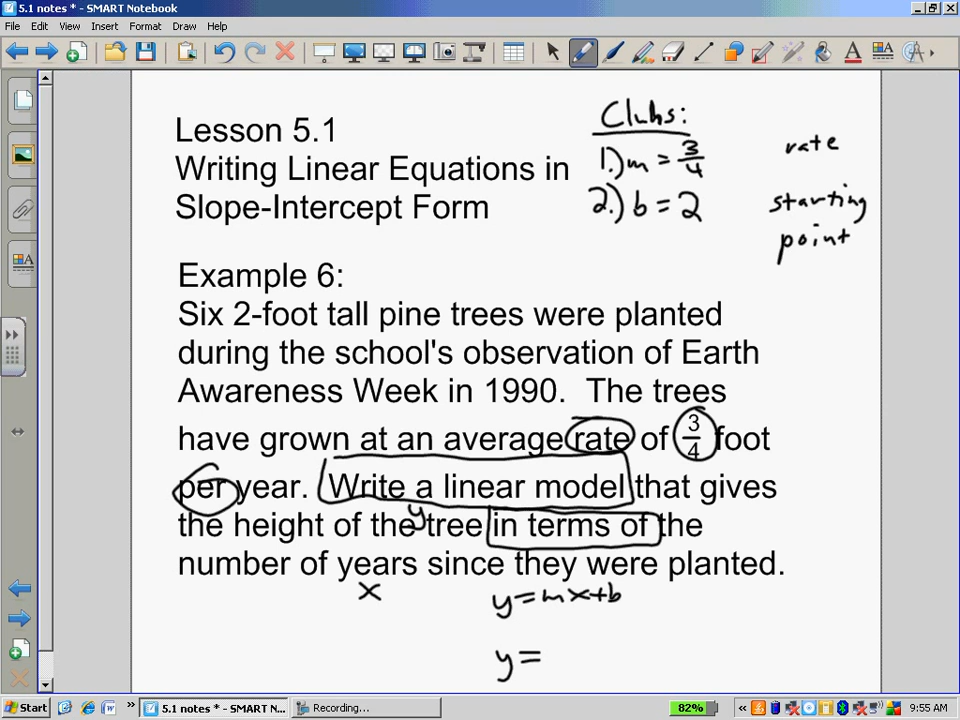 5.1 notes * - SMART Notebook
File Edit View Insert Format Draw Help
Lesson 5.1
Writing Linear Equations in
Slope-Intercept Form
Clubs:
1.) m = 3/4
2.) b = 2
rate
starting
point
Example 6:
Six 2-foot tall pine trees were planted
during the school's observation of Earth
Awareness Week in 1990. The trees
have grown at an average rate of 3/4 foot
per year. Write a linear model that gives
y
the height of the tree in terms of the
number of years since they were planted.
x
y = mx + b
y =
Start » 5.1 notes * - SMART N... Recording... 82% « 9:55 AM